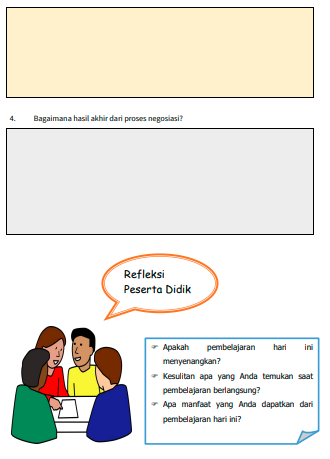 4. Bagaimana hasil akhir dari proses negosiasi?
Refleksi
Peserta Didik
☞ Apakah pembelajaran hari ini
menyenangkan?
☞ Kesulitan apa yang Anda temukan saat
pembelajaran berlangsung?
☞ Apa manfaat yang Anda dapatkan dari
pembelajaran hari ini?